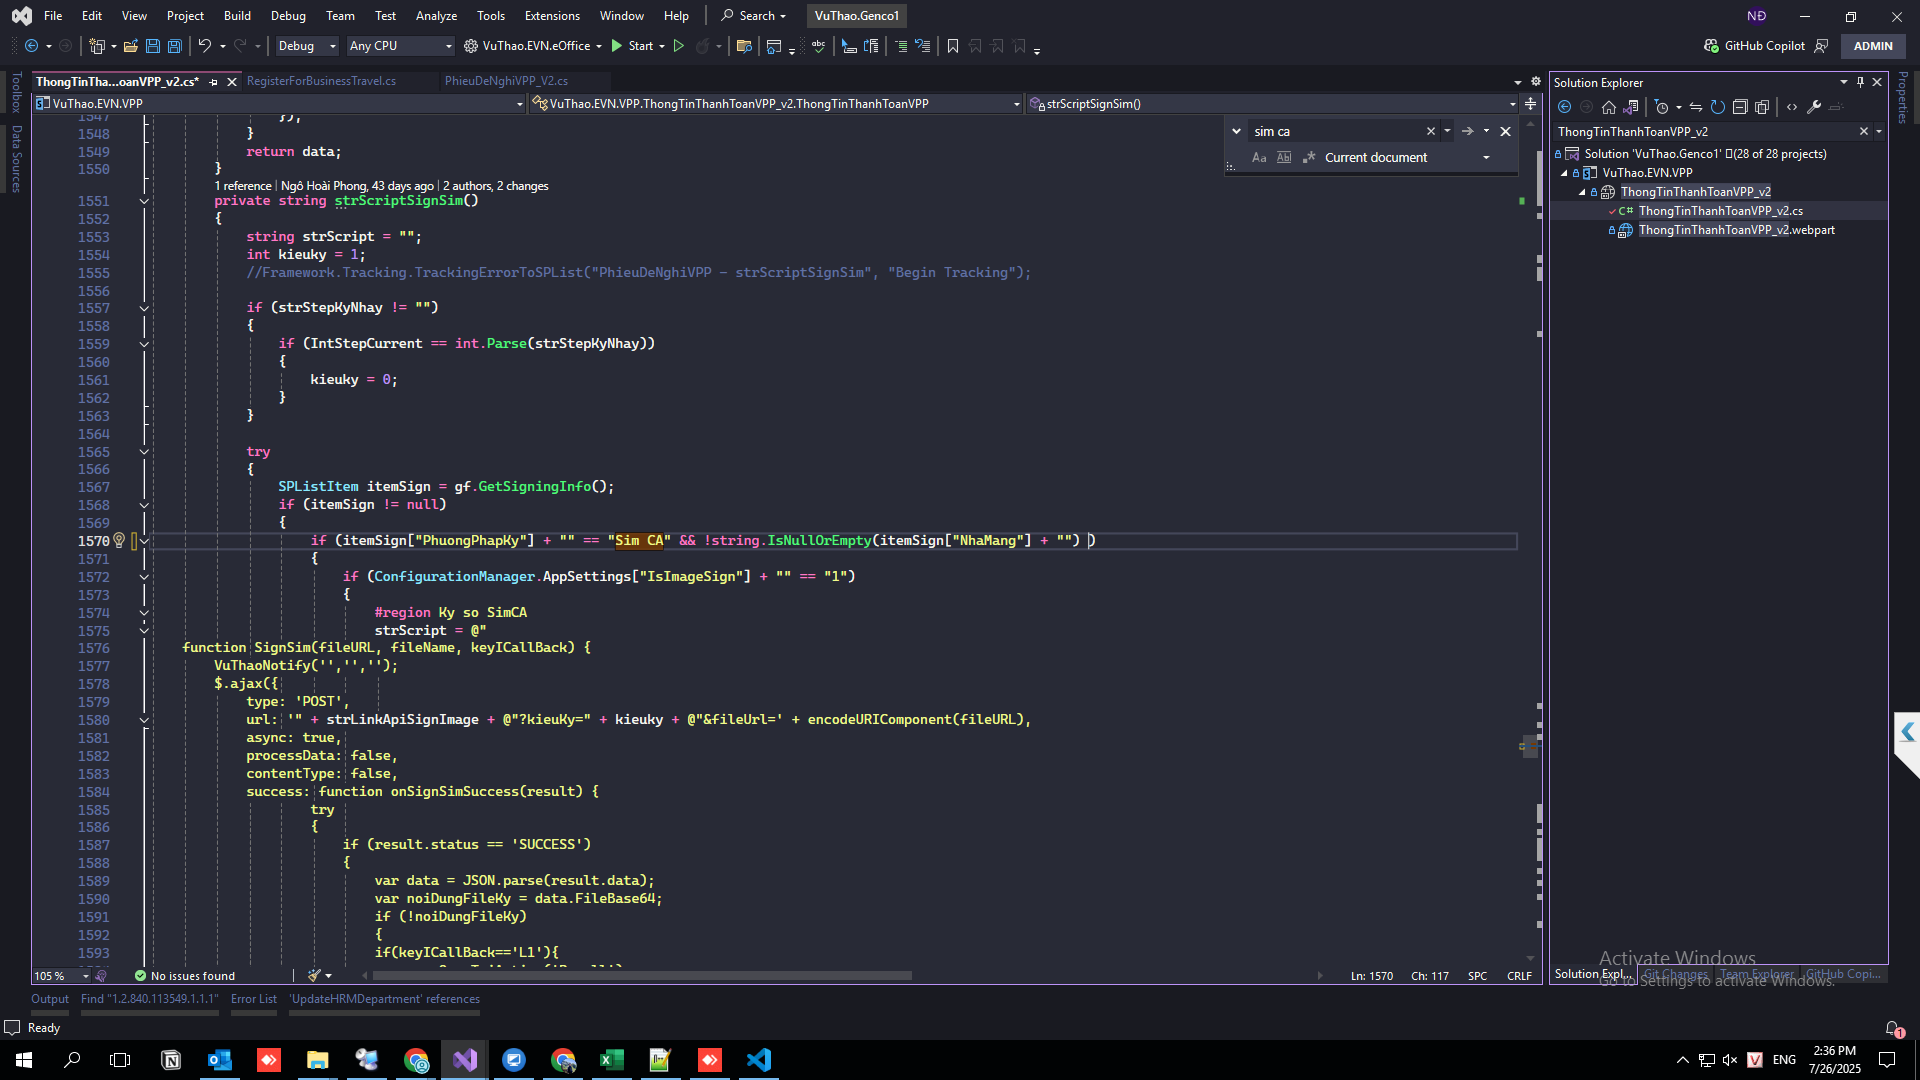 File Edit View Project Build Debug Team Test Analyze Tools Extensions Window Help Search VuThao.Genco1 NĐ
Debug Any CPU VuThao.EVN.eOffice Start GitHub Copilot ADMIN
ThongTinTha...oanVPP_v2.cs* RegisterForBusinessTravel.cs PhieuDeNghiVPP_V2.cs
VuThao.EVN.VPP VuThao.EVN.VPP.ThongTinThanhToanVPP_v2.ThongTinThanhToanVPP strScriptSignSim()
Toolbox
Data Sources
sim ca
Aa Ab .* Current document
1547 });
1548 }
1549 return data;
1550 }
1 reference | Ngô Hoài Phong, 43 days ago | 2 authors, 2 changes
1551 private string strScriptSignSim()
1552 {
1553 string strScript = "";
1554 int kieuky = 1;
1555 //Framework.Tracking.TrackingErrorToSPList("PhieuDeNghiVPP - strScriptSignSim", "Begin Tracking");
1556
1557 if (strStepKyNhay != "")
1558 {
1559 if (IntStepCurrent == int.Parse(strStepKyNhay))
1560 {
1561 kieuky = 0;
1562 }
1563 }
1564
1565 try
1566 {
1567 SPListItem itemSign = gf.GetSigningInfo();
1568 if (itemSign != null)
1569 {
1570 if (itemSign["PhuongPhapKy"] + "" == "Sim CA" && !string.IsNullOrEmpty(itemSign["NhaMang"] + "") )
1571 {
1572 if (ConfigurationManager.AppSettings["IsImageSign"] + "" == "1")
1573 {
1574 #region Ky so SimCA
1575 strScript = @"
1576 function SignSim(fileURL, fileName, keyICallBack) {
1577 VuThaoNotify('','','');
1578 $.ajax({
1579 type: 'POST',
1580 url: '" + strLinkApiSignImage + @"?kieuKy=" + kieuky + @"&fileUrl=' + encodeURIComponent(fileURL),
1581 async: true,
1582 processData: false,
1583 contentType: false,
1584 success: function onSignSimSuccess(result) {
1585 try
1586 {
1587 if (result.status == 'SUCCESS')
1588 {
1589 var data = JSON.parse(result.data);
1590 var noiDungFileKy = data.FileBase64;
1591 if (!noiDungFileKy)
1592 {
1593 if(keyICallBack=='L1'){
105 % No issues found Ln: 1570 Ch: 117 SPC CRLF
Output Find "1.2.840.113549.1.1.1" Error List 'UpdateHRMDepartment' references
Ready
Solution Explorer
ThongTinThanhToanVPP_v2
Solution 'VuThao.Genco1' (28 of 28 projects)
VuThao.EVN.VPP
ThongTinThanhToanVPP_v2
C# ThongTinThanhToanVPP_v2.cs
ThongTinThanhToanVPP_v2.webpart
Properties
Solution Expl... Git Changes Team Explorer GitHub Copi...
Activate Windows
Go to Settings to activate Windows.
1
ENG
2:36 PM
7/26/2025